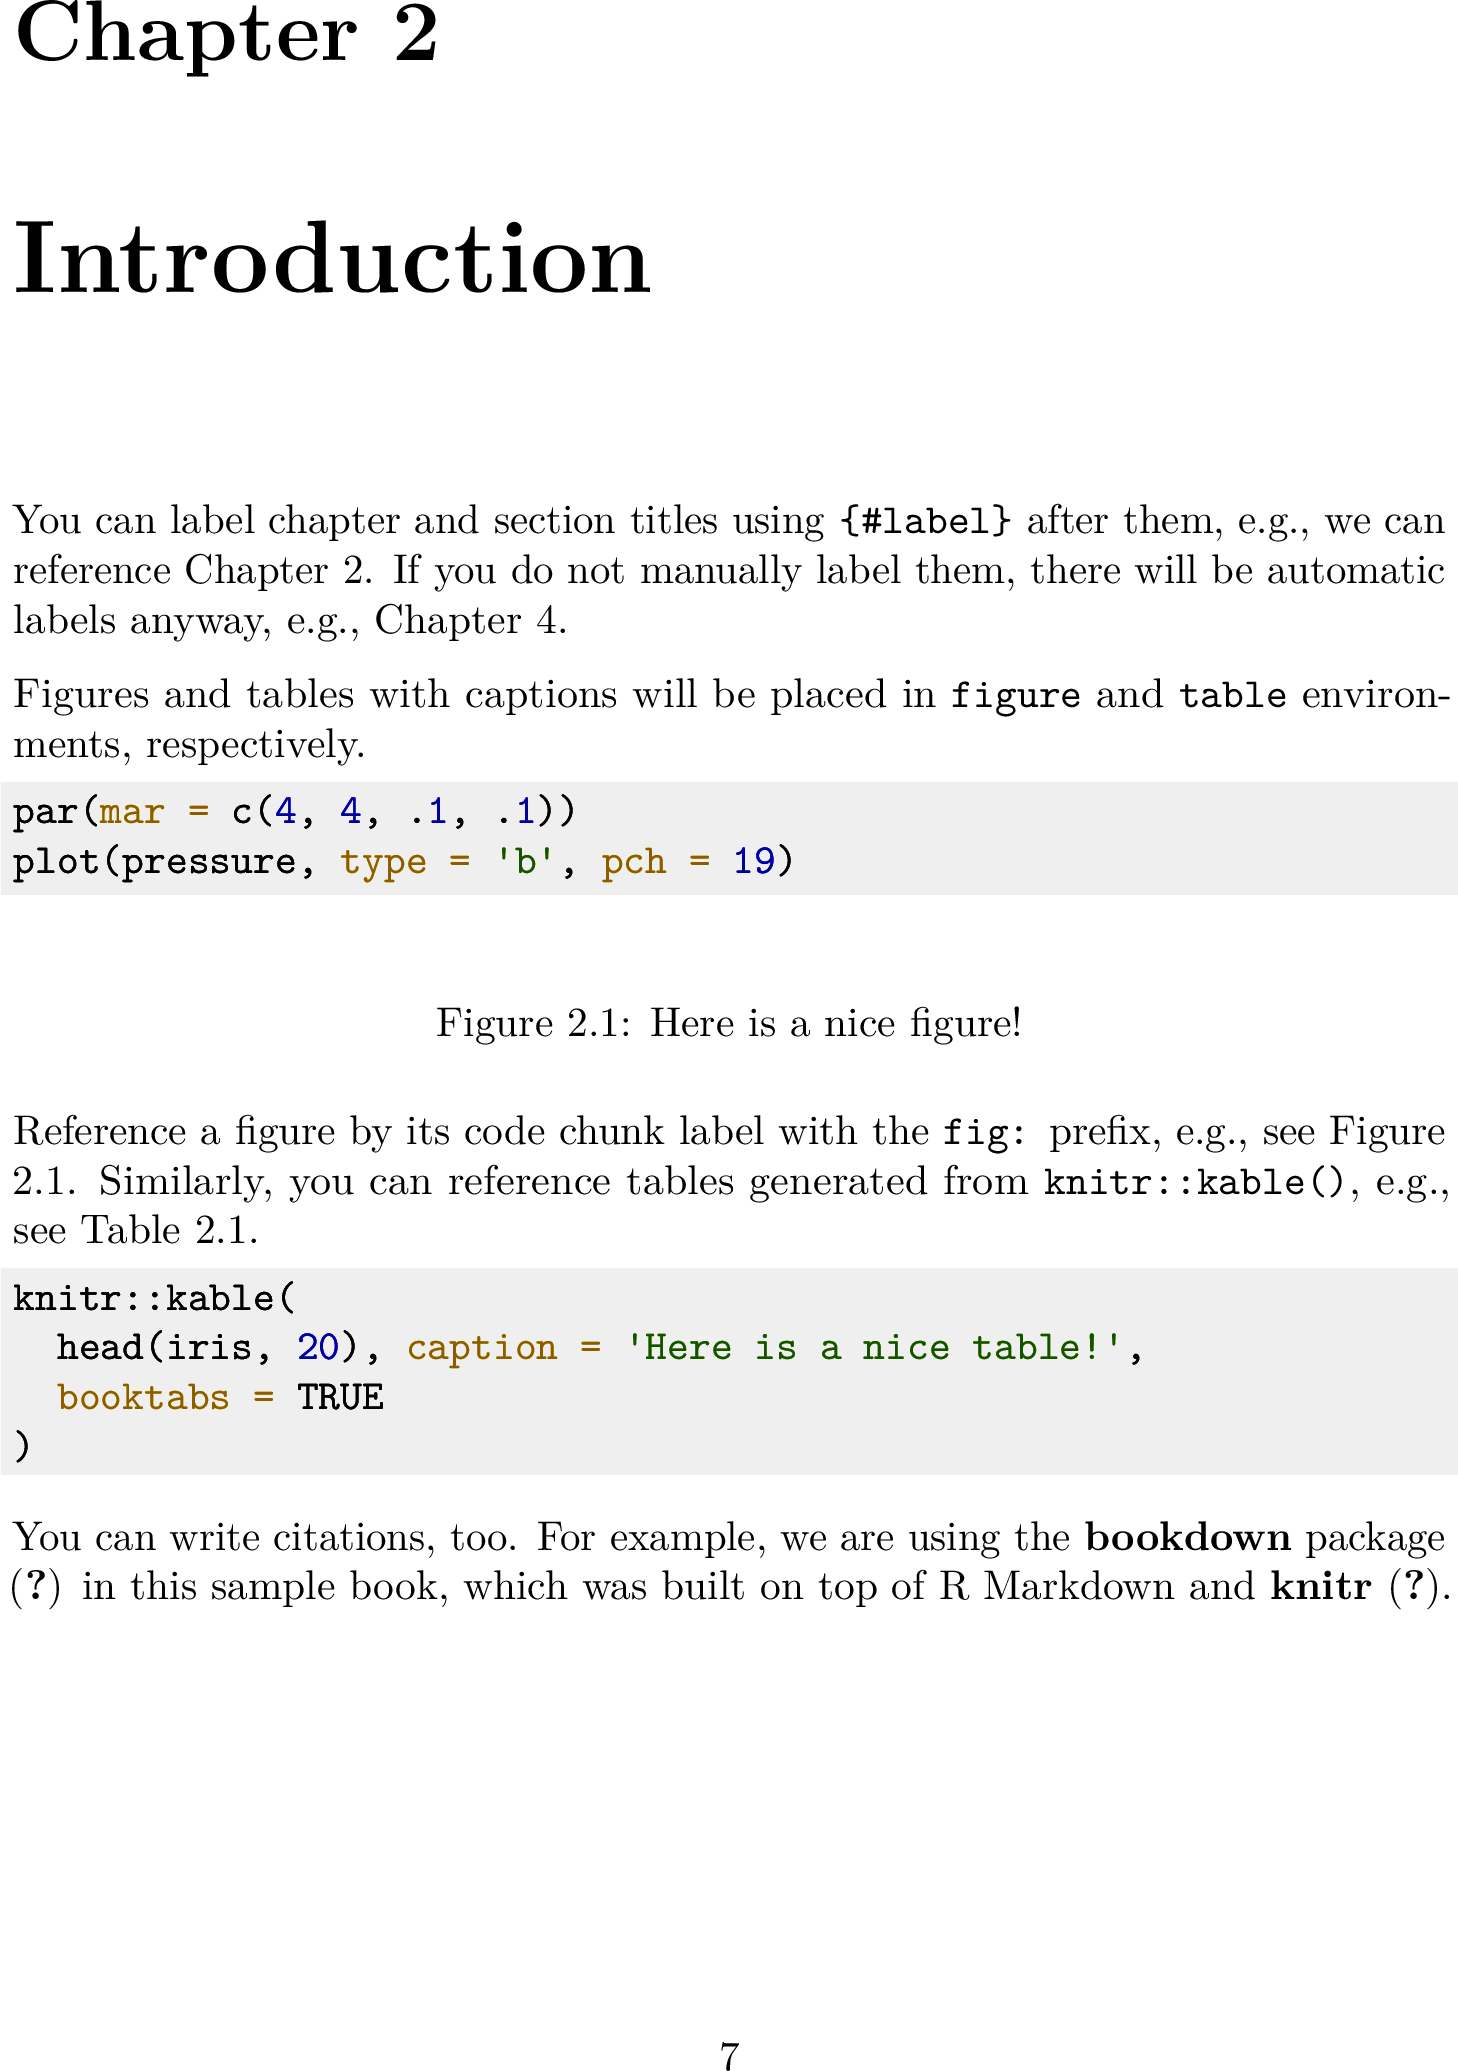 Chapter 2
Introduction
You can label chapter and section titles using {#label} after them, e.g., we can
reference Chapter 2. If you do not manually label them, there will be automatic
labels anyway, e.g., Chapter 4.
Figures and tables with captions will be placed in figure and table environ-
ments, respectively.
par(mar = c(4, 4, .1, .1))
plot(pressure, type = 'b', pch = 19)
Figure 2.1: Here is a nice figure!
Reference a figure by its code chunk label with the fig: prefix, e.g., see Figure
2.1. Similarly, you can reference tables generated from knitr::kable(), e.g.,
see Table 2.1.
knitr::kable(
  head(iris, 20), caption = 'Here is a nice table!',
  booktabs = TRUE
)
You can write citations, too. For example, we are using the bookdown package
(?) in this sample book, which was built on top of R Markdown and knitr (?).
7